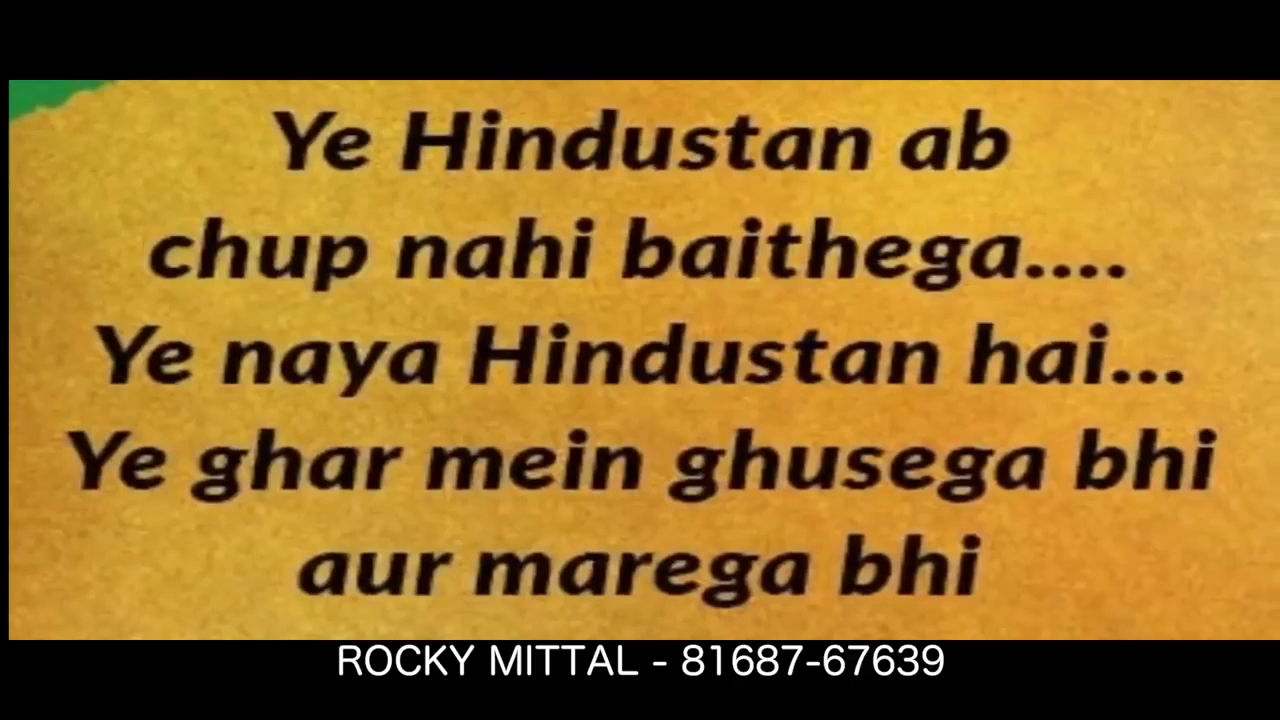 Ye Hindustan ab
chup nahi baithega....
Ye naya Hindustan hai...
Ye ghar mein ghusega bhi
aur marega bhi
ROCKY MITTAL - 81687-67639